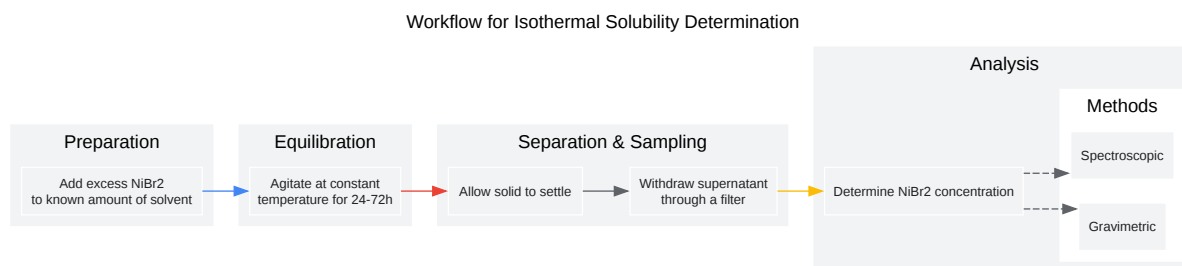 Workflow for Isothermal Solubility Determination
Preparation
Add excess NiBr2
to known amount of solvent
Equilibration
Agitate at constant
temperature for 24-72h
Separation & Sampling
Allow solid to settle
Withdraw supernatant
through a filter
Analysis
Determine NiBr2 concentration
Methods
Spectroscopic
Gravimetric